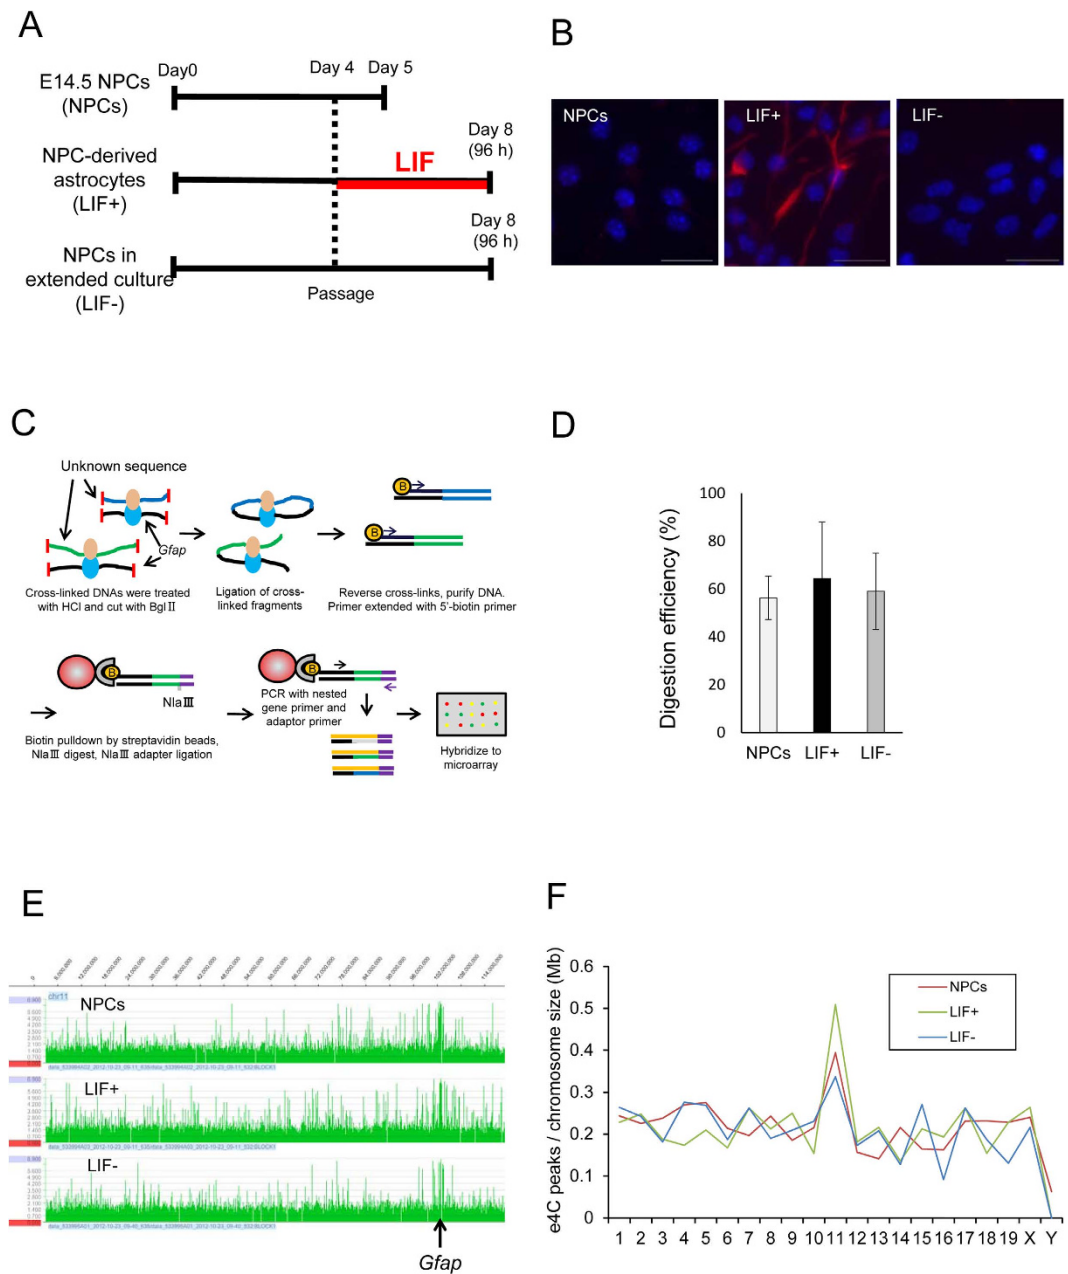 A
Day0
Day 4
Day 5
E14.5 NPCs
(NPCs)
Day 8
(96 h)
NPC-derived
astrocytes
(LIF+)
LIF
Day 8
(96 h)
NPCs in
extended culture
(LIF-)
Passage
B
NPCs
LIF+
LIF-
C
Unknown sequence
Gfap
B
B
Cross-linked DNAs were treated
with HCl and cut with BglⅡ
Ligation of cross-
linked fragments
Reverse cross-links, purify DNA.
Primer extended with 5'-biotin primer
B
NlaⅢ
Biotin pulldown by streptavidin beads,
NlaⅢ digest, NlaⅢ adapter ligation
B
PCR with nested
gene primer and
adaptor primer
Hybridize to
microarray
D
Digestion efficiency (%)
100
80
60
40
20
0
NPCs LIF+ LIF-
E
chr11
NPCs
LIF+
LIF-
Gfap
F
e4C peaks / chromosome size (Mb)
0.6
0.5
0.4
0.3
0.2
0.1
0
NPCs
LIF+
LIF-
1 2 3 4 5 6 7 8 9 10 11 12 13 14 15 16 17 18 19 X Y